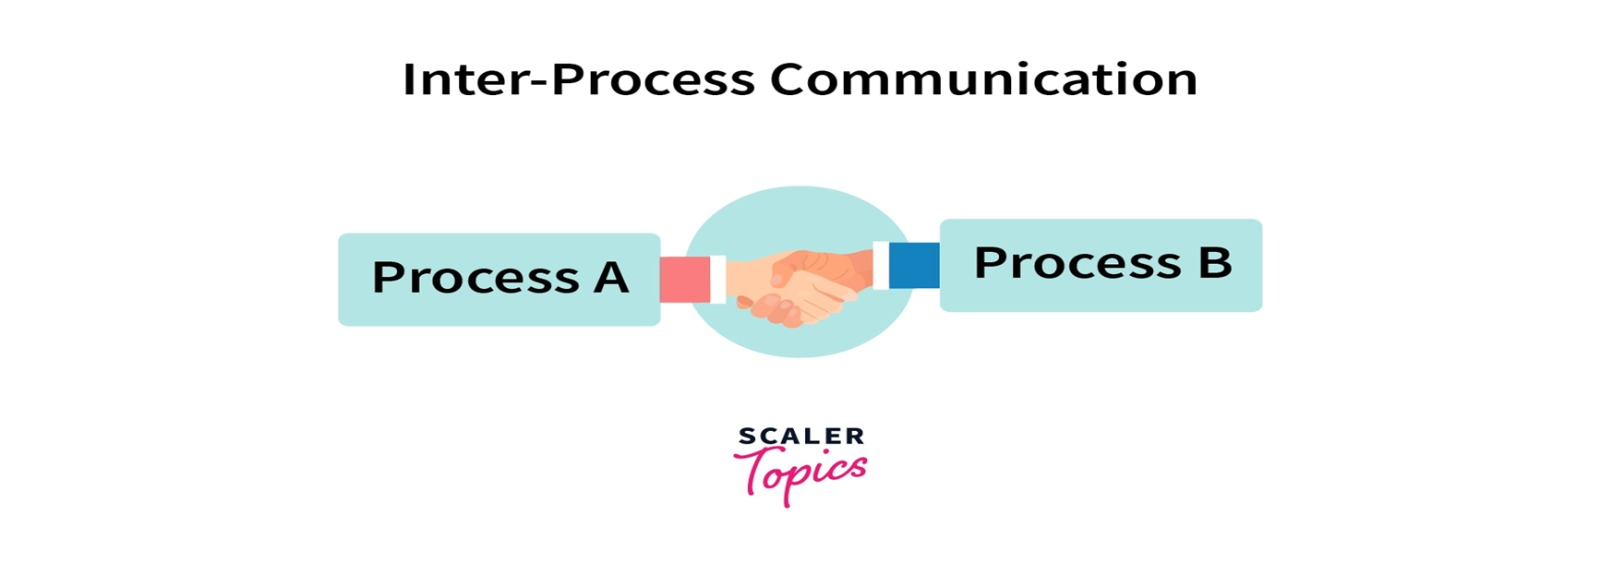 Inter-Process Communication
Process A
Process B
SCALER
Topics